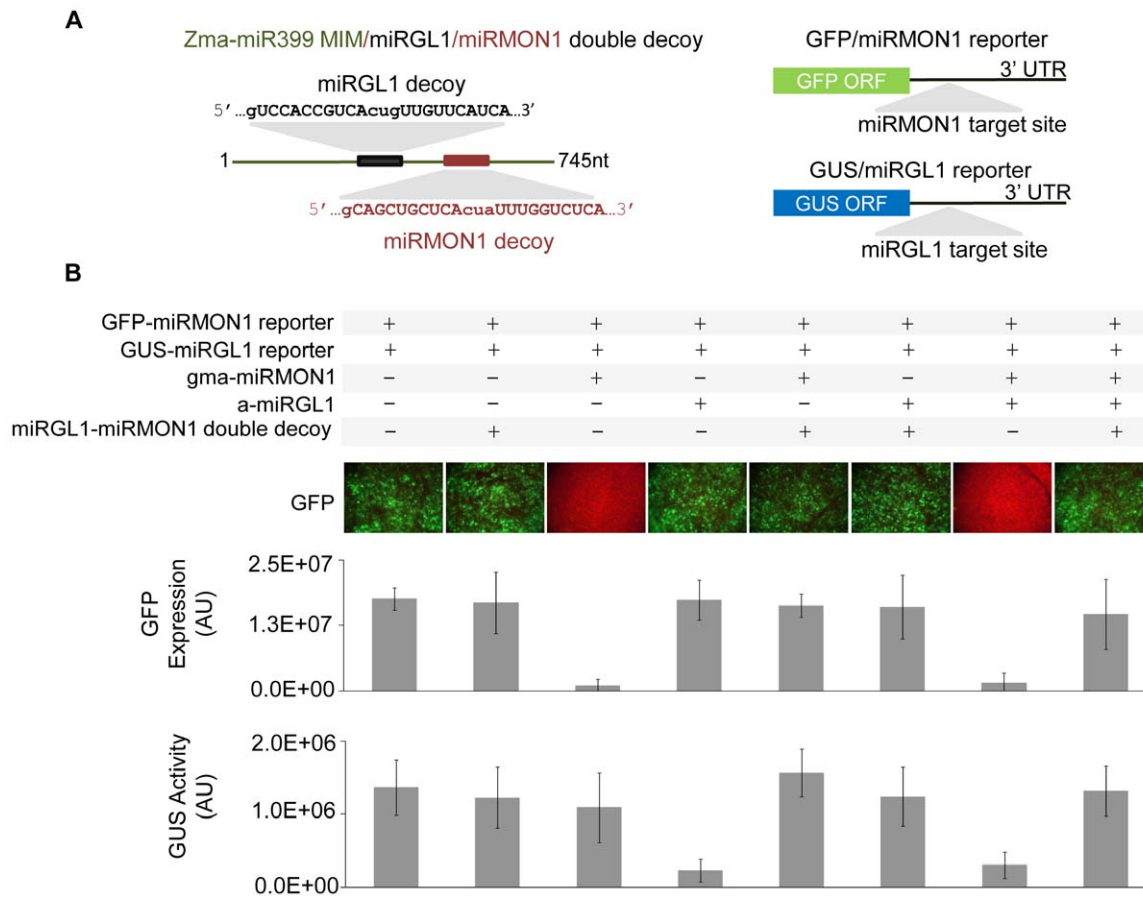 A
Zma-miR399 MIM/miRGL1/miRMON1 double decoy
miRGL1 decoy
5′ …gUCCACCGUCAcugUUGUUCAUCA…3’
1
745nt
5′ …gCAGCUGCUCAcuaUUUGGUCUCA…3’
miRMON1 decoy
GFP/miRMON1 reporter
GFP ORF
3’ UTR
miRMON1 target site
GUS/miRGL1 reporter
GUS ORF
3’ UTR
miRGL1 target site
B
GFP-miRMON1 reporter + + + + + + + +
GUS-miRGL1 reporter + + + + + + + +
gma-miRMON1 − − + − + − + +
a-miRGL1 − − − + − + + +
miRGL1-miRMON1 double decoy − + − − + + − +
GFP
GFP
Expression
(AU)
2.5E+07
1.3E+07
0.0E+00
GUS Activity
(AU)
2.0E+06
1.0E+06
0.0E+00